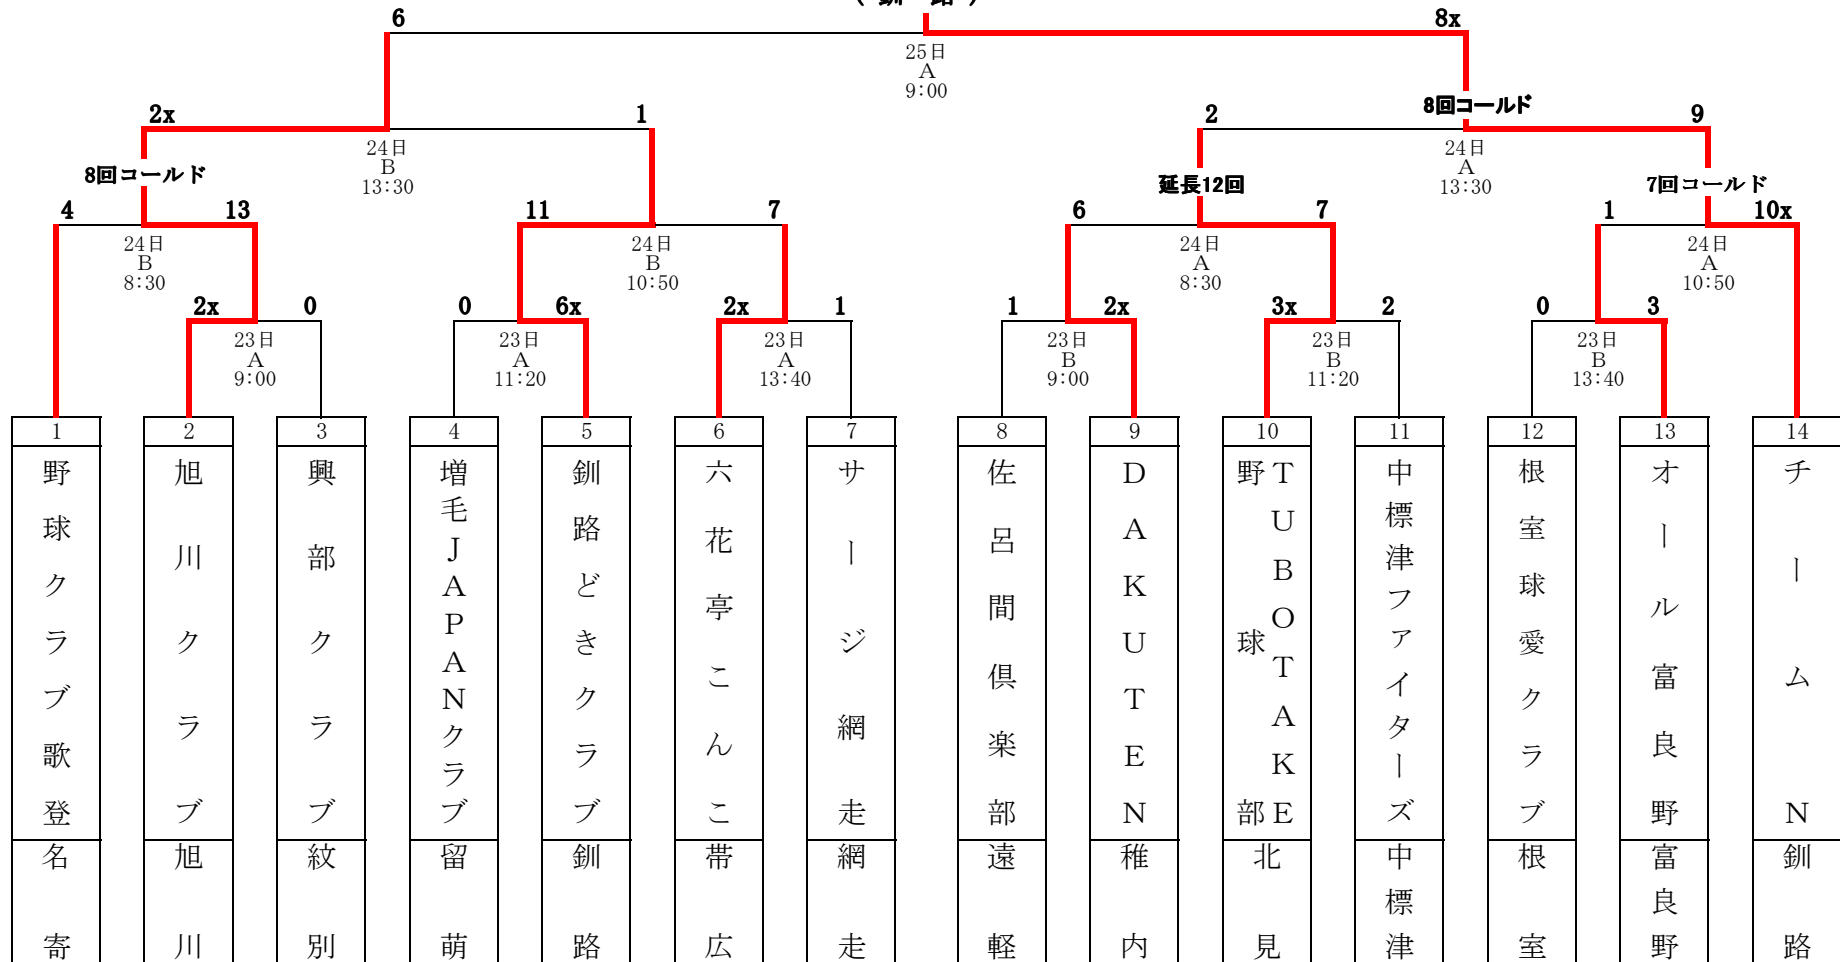 (釧路)
6
8x
25日
A
9:00
2x
1
2
8回コールド
9
24日
B
13:30
24日
A
13:30
8回コールド
延長12回
7回コールド
4
13
11
7
6
7
1
10x
24日
B
8:30
24日
B
10:50
24日
A
8:30
24日
A
10:50
2x
0
0
6x
2x
1
1
2x
3x
2
0
3
23日
A
9:00
23日
A
11:20
23日
A
13:40
23日
B
9:00
23日
B
11:20
23日
B
13:40
1
野球クラブ歌登
名寄
2
旭川クラブ
旭川
3
興部クラブ
紋別
4
増毛JAPANクラブ
留萌
5
釧路どきクラブ
釧路
6
六花亭こんこ
帯広
7
サージ網走
網走
8
佐呂間倶楽部
遠軽
9
DAKUTEN
稚内
10
TUBOTAKE
野球部
北見
11
中標津ファイターズ
中標津
12
根室球愛クラブ
根室
13
オール富良野
富良野
14
チームN
釧路